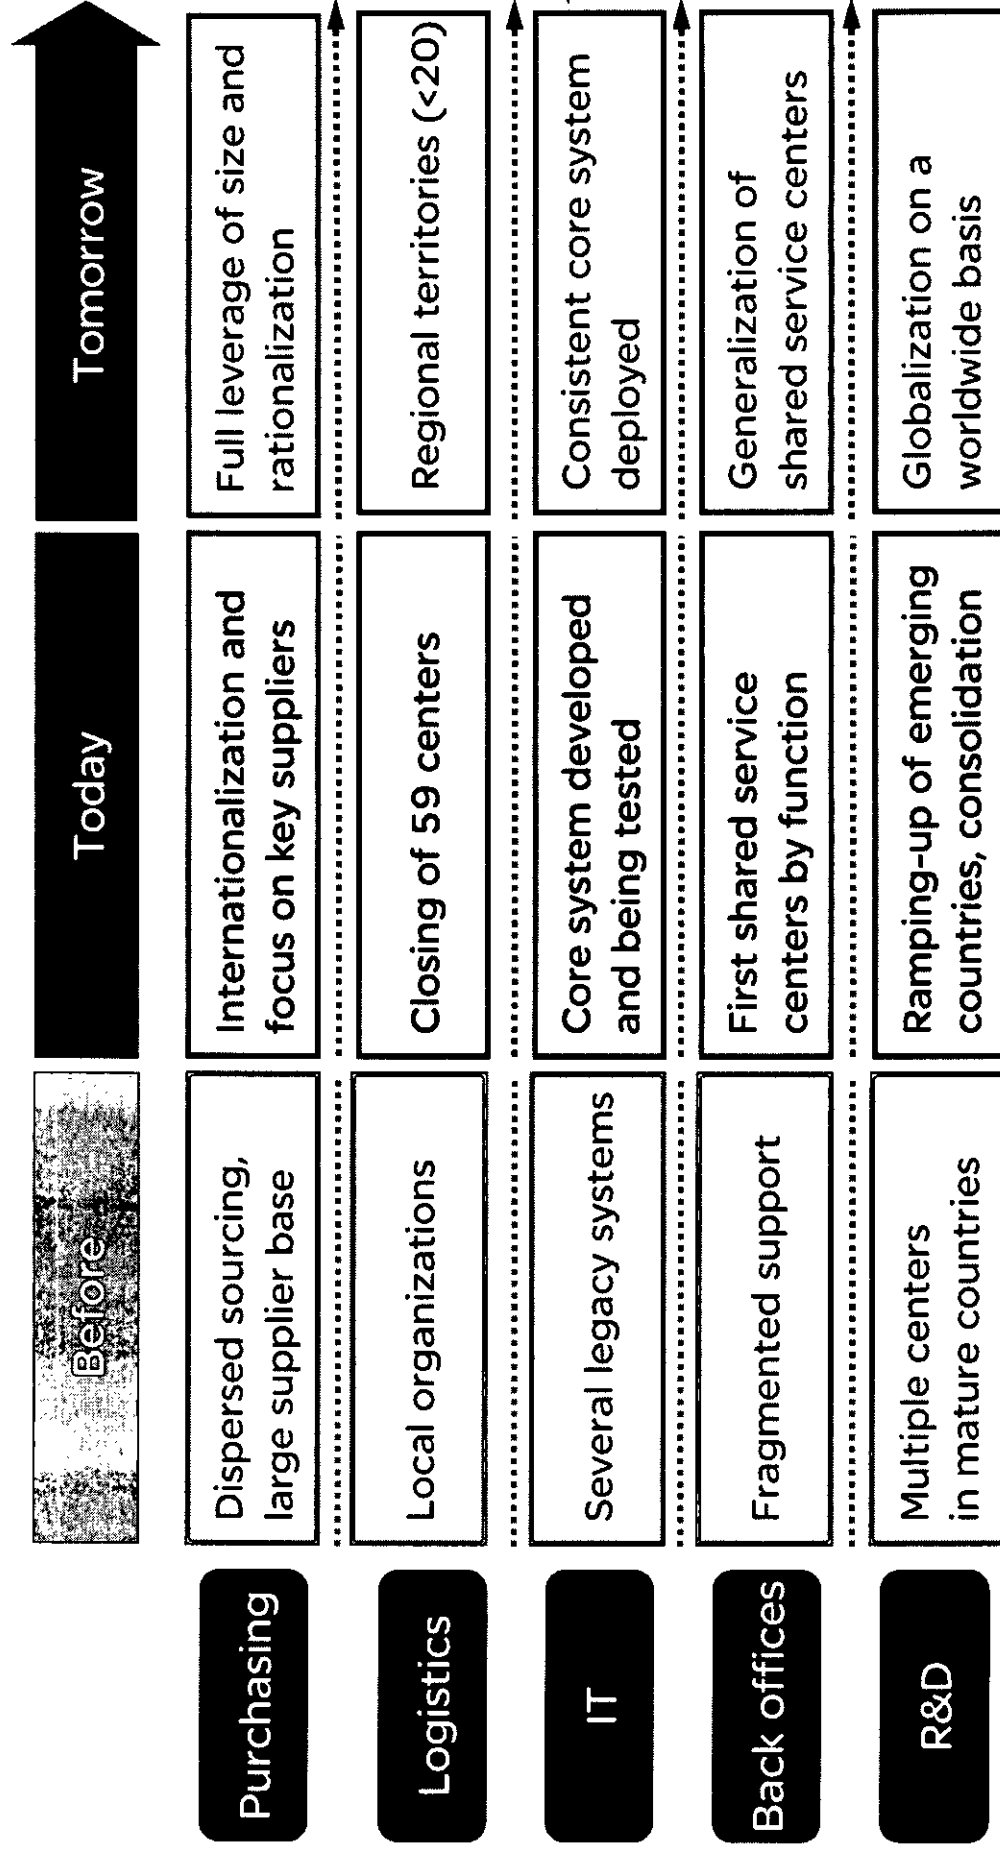 Before
Today
Tomorrow
Purchasing
Dispersed sourcing,
large supplier base
Internationalization and
focus on key suppliers
Full leverage of size and
rationalization
Logistics
Local organizations
Closing of 59 centers
Regional territories (<20)
IT
Several legacy systems
Core system developed
and being tested
Consistent core system
deployed
Back offices
Fragmented support
First shared service
centers by function
Generalization of
shared service centers
R&D
Multiple centers
in mature countries
Ramping-up of emerging
countries, consolidation
Globalization on a
worldwide basis